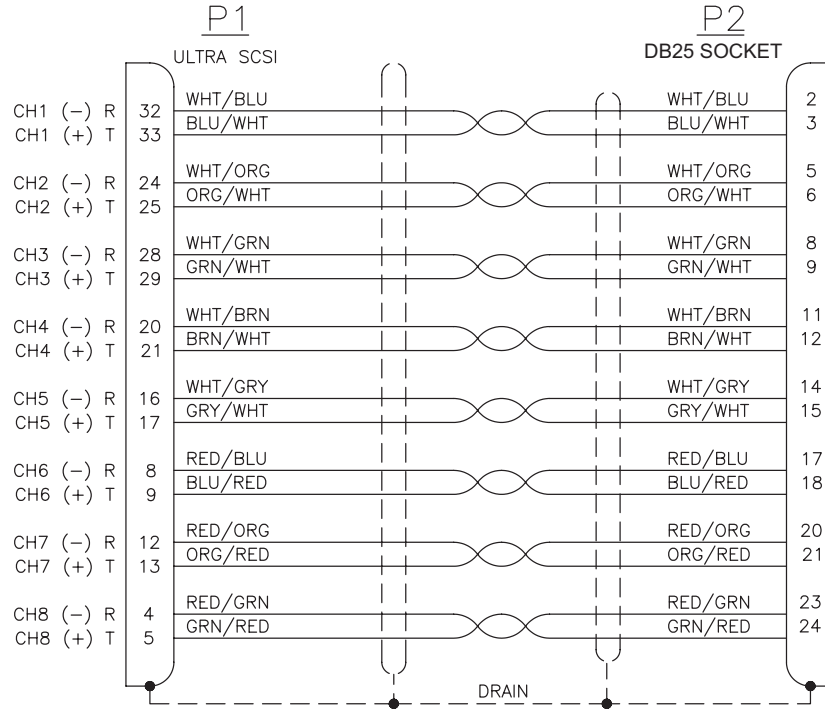 P1 P2
ULTRA SCSI DB25 SOCKET
CH1 (−) R 32 WHT/BLU WHT/BLU 2
CH1 (+) T 33 BLU/WHT BLU/WHT 3
CH2 (−) R 24 WHT/ORG WHT/ORG 5
CH2 (+) T 25 ORG/WHT ORG/WHT 6
CH3 (−) R 28 WHT/GRN WHT/GRN 8
CH3 (+) T 29 GRN/WHT GRN/WHT 9
CH4 (−) R 20 WHT/BRN WHT/BRN 11
CH4 (+) T 21 BRN/WHT BRN/WHT 12
CH5 (−) R 16 WHT/GRY WHT/GRY 14
CH5 (+) T 17 GRY/WHT GRY/WHT 15
CH6 (−) R 8 RED/BLU RED/BLU 17
CH6 (+) T 9 BLU/RED BLU/RED 18
CH7 (−) R 12 RED/ORG RED/ORG 20
CH7 (+) T 13 ORG/RED ORG/RED 21
CH8 (−) R 4 RED/GRN RED/GRN 23
CH8 (+) T 5 GRN/RED GRN/RED 24
DRAIN